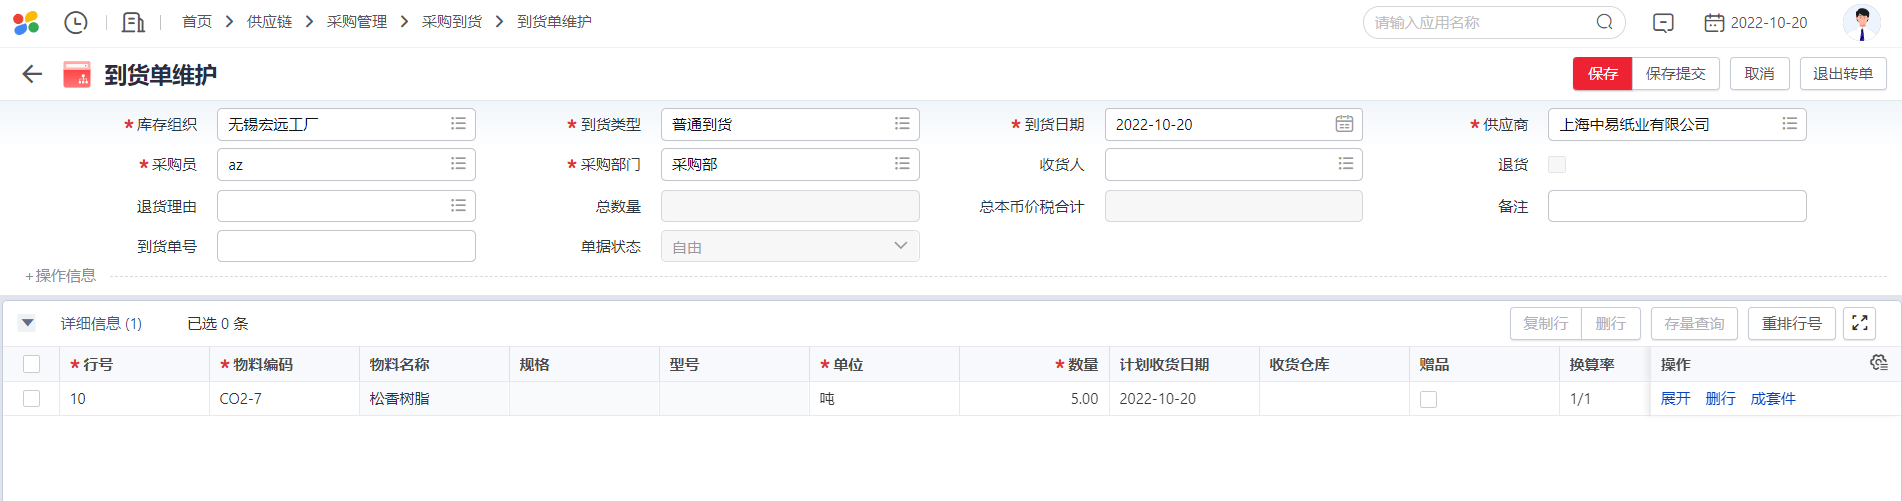 首页 > 供应链 > 采购管理 > 采购到货 > 到货单维护 请输入应用名称 2022-10-20
到货单维护 保存 保存提交 取消 退出转单
* 库存组织 无锡宏远工厂 * 到货类型 普通到货 * 到货日期 2022-10-20 * 供应商 上海中易纸业有限公司
* 采购员 az * 采购部门 采购部 收货人 退货
退货理由 总数量 总本币价税合计 备注
到货单号 单据状态 自由
+操作信息
详细信息 (1) 已选 0 条 复制行 删行 存量查询 重排行号
* 行号 * 物料编码 物料名称 规格 型号 * 单位 * 数量 计划收货日期 收货仓库 赠品 换算率 操作
10 CO2-7 松香树脂 吨 5.00 2022-10-20 1/1 展开 删行 成套件